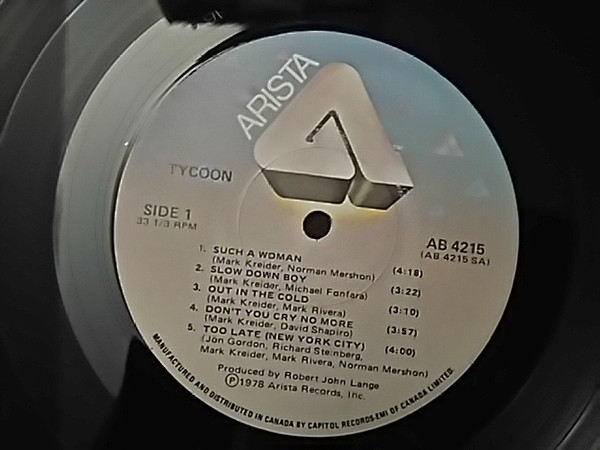 ARISTA
TYCOON
SIDE 1
33 1/3 RPM
AB 4215
(AB 4215 SA)
1. SUCH A WOMAN (4:18)
(Mark Kreider, Norman Mershon)
2. SLOW DOWN BOY (3:22)
(Mark Kreider, Michael Fonfara)
3. OUT IN THE COLD (3:10)
(Mark Kreider, Mark Rivera)
4. DON'T YOU CRY NO MORE (3:57)
(Mark Kreider, David Shapiro)
5. TOO LATE (NEW YORK CITY) (4:00)
(Jon Gordon, Richard Steinberg,
Mark Kreider, Mark Rivera, Norman Mershon)
Produced by Robert John Lange
Ⓟ1978 Arista Records, Inc.
MANUFACTURED AND DISTRIBUTED IN CANADA BY CAPITOL RECORDS-EMI OF CANADA LIMITED.